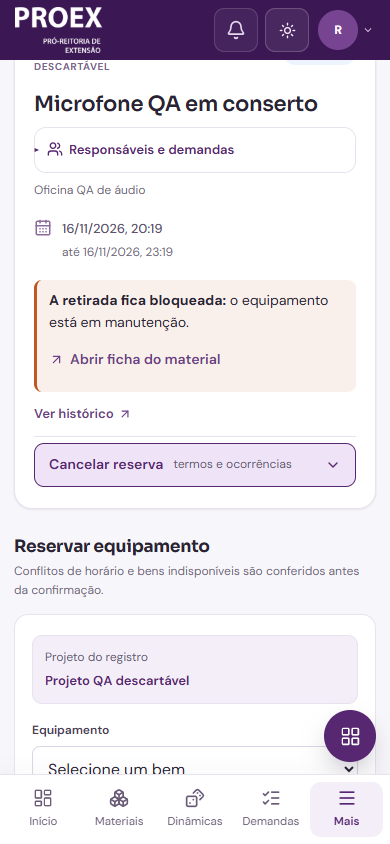 PROEX
PRÓ-REITORIA DE
EXTENSÃO
R
DESCARTÁVEL
Microfone QA em conserto
Responsáveis e demandas
Oficina QA de áudio
16/11/2026, 20:19
até 16/11/2026, 23:19
A retirada fica bloqueada: o equipamento
está em manutenção.
Abrir ficha do material
Ver histórico
Cancelar reserva termos e ocorrências
Reservar equipamento
Conflitos de horário e bens indisponíveis são conferidos antes
da confirmação.
Projeto do registro
Projeto QA descartável
Equipamento
Selecione um bem
Início Materiais Dinâmicas Demandas Mais